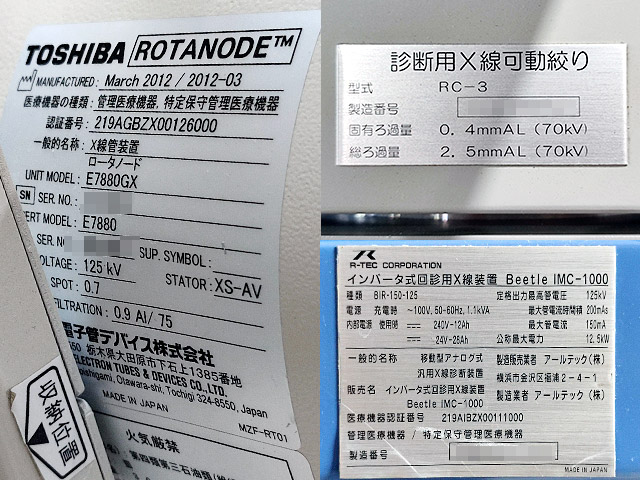 TOSHIBA ROTANODE™
MANUFACTURED: March 2012 / 2012-03
医療機器の種類: 管理医療機器, 特定保守管理医療機器
認証番号: 219AGBZX00126000
一般的名称: X線管装置
ロータノード
UNIT MODEL: E7880GX
SN SER. NO.:
ERT MODEL: E7880
SER. N
SUP. SYMBOL:
OLTAGE: 125 kV
STATOR: XS-AV
SPOT: 0.7
ILTRATION: 0.9 Al/ 75
電子管デバイス株式会社
550 栃木県大田原市下石上1385番地
ELECTRON TUBES & DEVICES CO., LTD.
oishigami, Otawara-shi, Tochigi 324-8550, Japan
MADE IN JAPAN
MZF-RT01
火気厳禁
第四類第三石油類
診断用X線可動絞り
型式 RC-3
製造番号
固有ろ過量 0.4mmAL(70kV)
総ろ過量 2.5mmAL(70kV)
R-TEC CORPORATION
インバータ式回診用X線装置 Beetle IMC-1000
種類 BIR-150-125 定格出力最高管電圧 125kV
電源 充電時 ~100V, 50-60Hz, 1.1kVA 最大管電流時間積 200mAs
内部電源 使用時 240V-12Ah 最大管電流 150mA
24V-26Ah 公称最大電力 12.5kW
一般的名称 移動型アナログ式 製造販売業者 アールテック(株)
汎用X線診断装置 横浜市金沢区福浦2-4-1
販売名 インバータ式回診用X線装置 製造業者 アールテック(株)
Beetle IMC-1000
医療機器認証番号 219AIBZX00111000
管理医療機器 / 特定保守管理医療機器
製造番号
MADE IN JAPAN